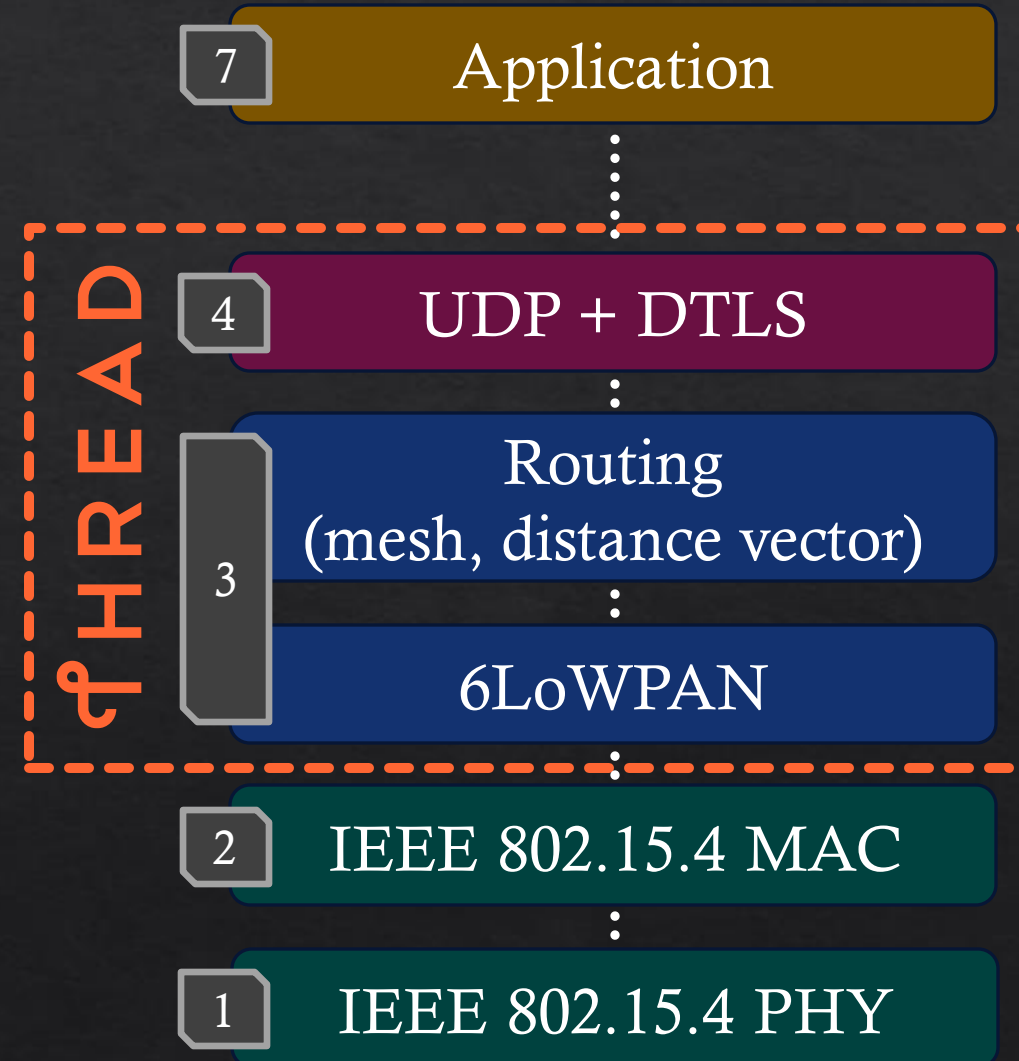 7
Application
THREAD
4
UDP + DTLS
3
Routing
(mesh, distance vector)
6LoWPAN
2
IEEE 802.15.4 MAC
1
IEEE 802.15.4 PHY